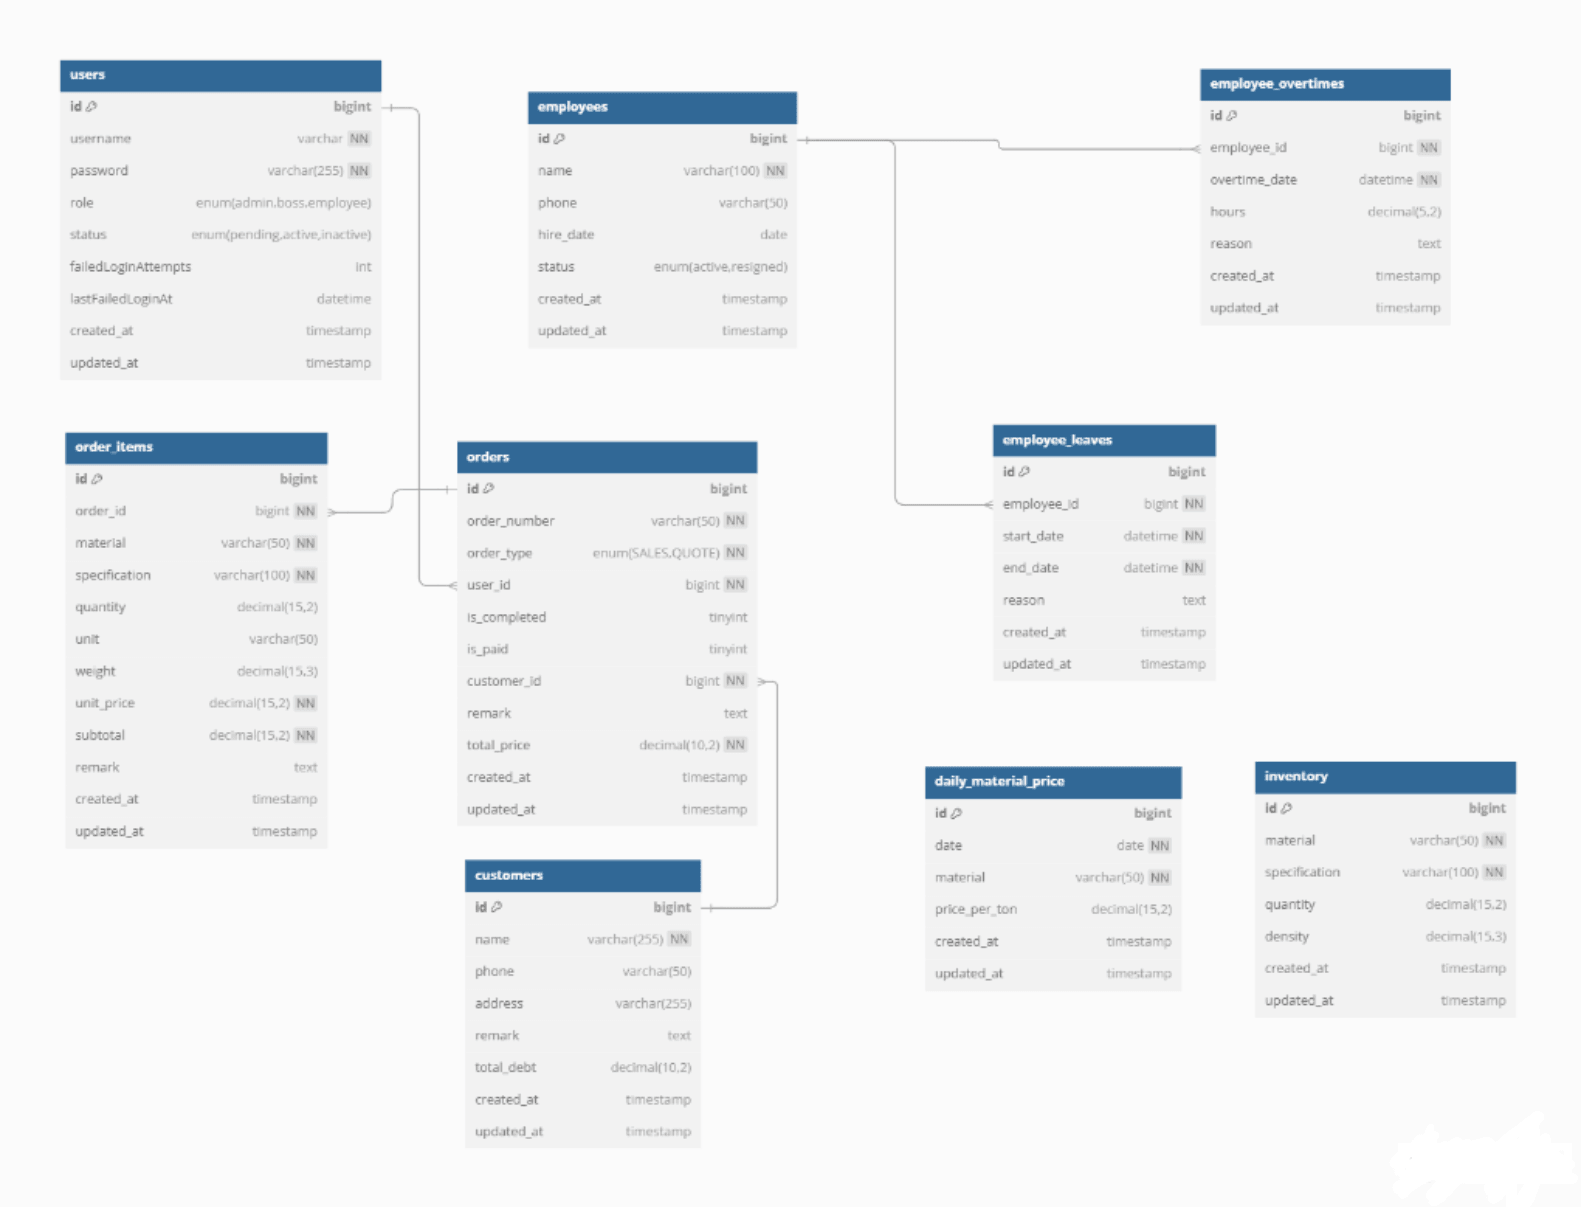 users
id bigint
username varchar NN
password varchar(255) NN
role enum(admin,boss,employee)
status enum(pending,active,inactive)
failedLoginAttempts int
lastFailedLoginAt datetime
created_at timestamp
updated_at timestamp
employees
id bigint
name varchar(100) NN
phone varchar(50)
hire_date date
status enum(active,resigned)
created_at timestamp
updated_at timestamp
employee_overtimes
id bigint
employee_id bigint NN
overtime_date datetime NN
hours decimal(5,2)
reason text
created_at timestamp
updated_at timestamp
order_items
id bigint
order_id bigint NN
material varchar(50) NN
specification varchar(100) NN
quantity decimal(15,2)
unit varchar(50)
weight decimal(15,3)
unit_price decimal(15,2) NN
subtotal decimal(15,2) NN
remark text
created_at timestamp
updated_at timestamp
orders
id bigint
order_number varchar(50) NN
order_type enum(SALES,QUOTE) NN
user_id bigint NN
is_completed tinyint
is_paid tinyint
customer_id bigint NN
remark text
total_price decimal(10,2) NN
created_at timestamp
updated_at timestamp
employee_leaves
id bigint
employee_id bigint NN
start_date datetime NN
end_date datetime NN
reason text
created_at timestamp
updated_at timestamp
customers
id bigint
name varchar(255) NN
phone varchar(50)
address varchar(255)
remark text
total_debt decimal(10,2)
created_at timestamp
updated_at timestamp
daily_material_price
id bigint
date date NN
material varchar(50) NN
price_per_ton decimal(15,2)
created_at timestamp
updated_at timestamp
inventory
id bigint
material varchar(50) NN
specification varchar(100) NN
quantity decimal(15,2)
density decimal(15,3)
created_at timestamp
updated_at timestamp